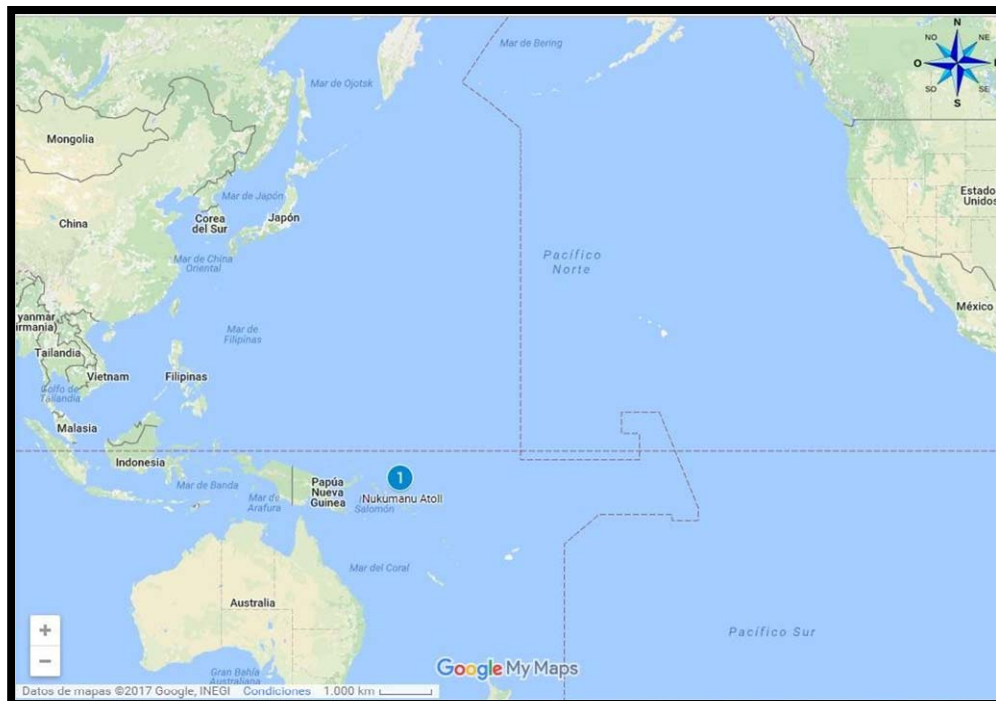 Mar de Bering
N
NO
NE
O
SO
SE
S
Mar de Ojotsk
Mongolia
Mar de Japón
Estado
Unidos
China
Corea
del Sur
Japón
Mar de China
Oriental
Pacífico
Norte
México
yanmar
irmania)
Mar de
Filipinas
Tailandia
Vietnam
Filipinas
Golfo de
Tailandia
Malasia
Indonesia
Mar de Banda
Papúa
Nueva
Guinea
1
Nukumanu Atoll
Mar de
Arafura
Salomón
Mar del Coral
Australia
Pacífico Sur
+
−
Gran Bahía
Australiana
Google My Maps
Datos de mapas ©2017 Google, INEGI
Condiciones
1.000 km